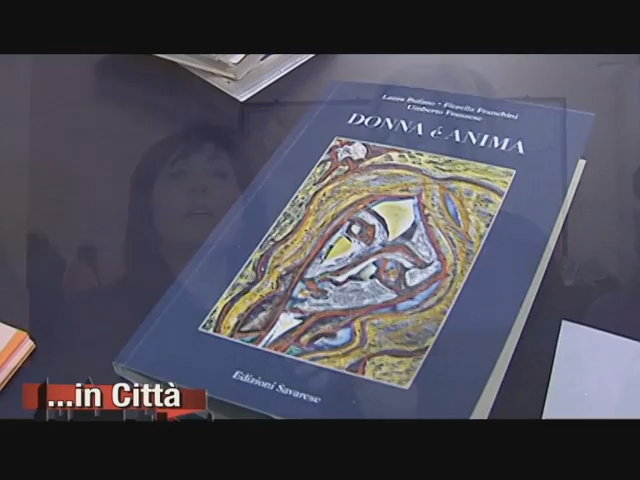 Laura Bufano - Fiorella Franchini
Umberto Franzese
DONNA é ANIMA
Edizioni Savarese
...in Città